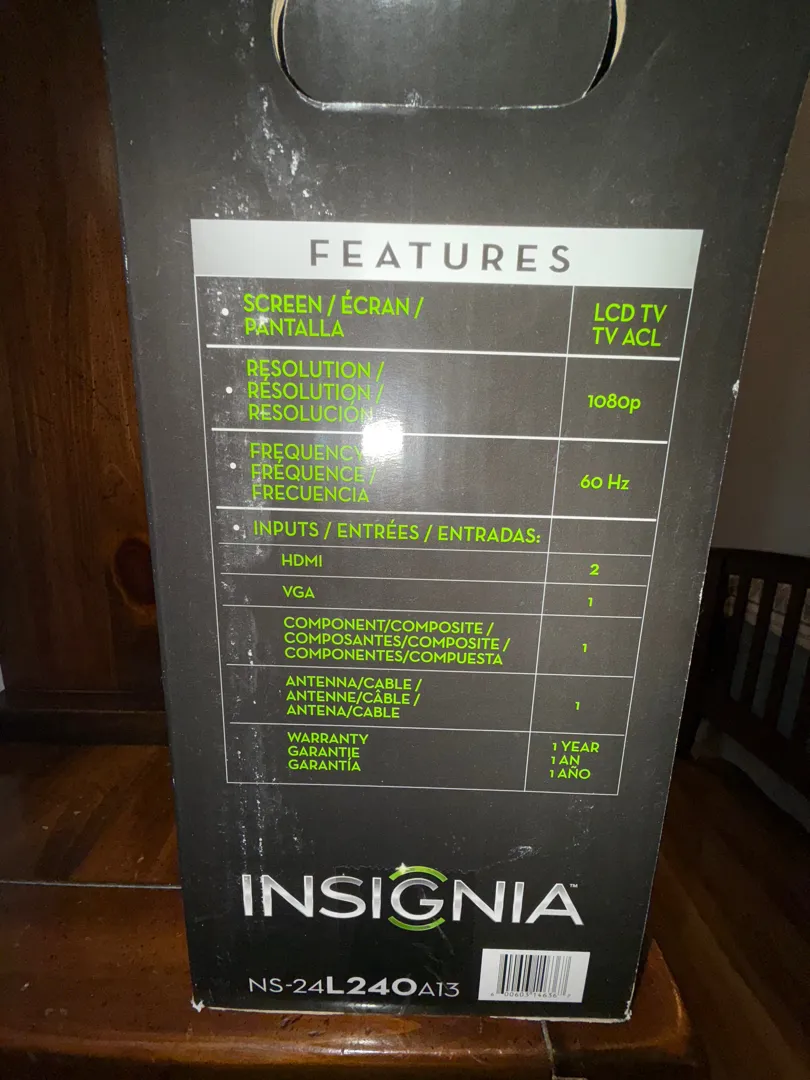 FEATURES
SCREEN / ÉCRAN /
PANTALLA
LCD TV
TV ACL
RESOLUTION /
RÉSOLUTION /
RESOLUCIÓN
1080p
FREQUENCY
FRÉQUENCE /
FRECUENCIA
60 Hz
INPUTS / ENTRÉES / ENTRADAS:
HDMI
2
VGA
1
COMPONENT/COMPOSITE /
COMPOSANTES/COMPOSITE /
COMPONENTES/COMPUESTA
1
ANTENNA/CABLE /
ANTENNE/CÂBLE /
ANTENA/CABLE
1
WARRANTY
GARANTIE
GARANTÍA
1 YEAR
1 AN
1 AÑO
INSIGNIA™
NS-24L240A13